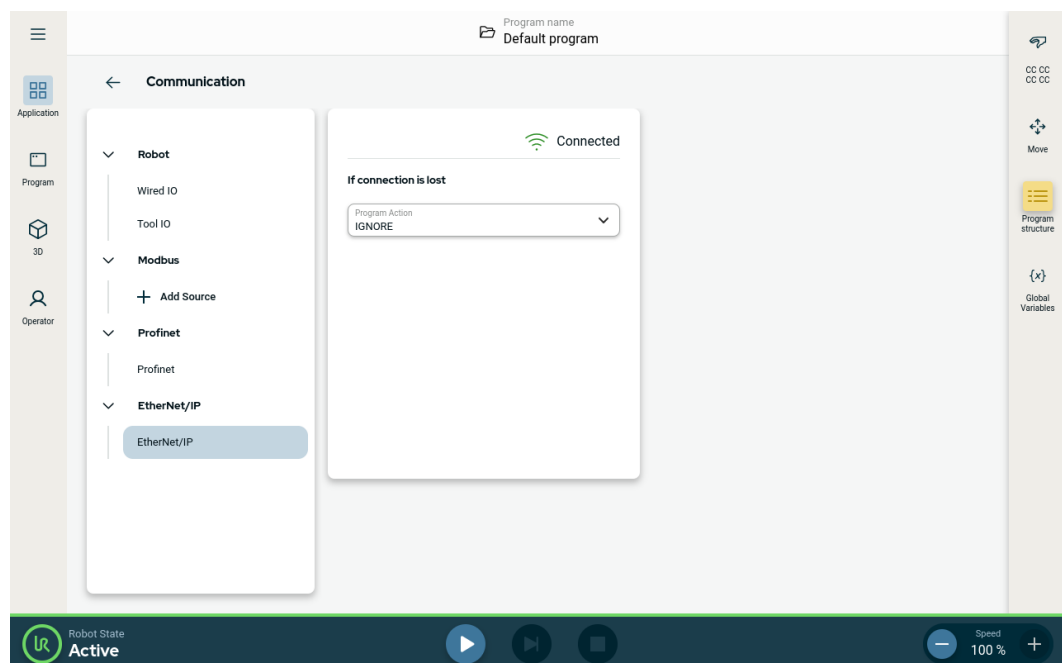 Program name
Default program
Application
Program
3D
Operator
Communication
Robot
Wired IO
Tool IO
Modbus
Add Source
Profinet
Profinet
EtherNet/IP
EtherNet/IP
Connected
If connection is lost
Program Action
IGNORE
CC CC
CC CC
Move
Program
structure
{x}
Global
Variables
UR
Robot State
Active
Speed
100 %